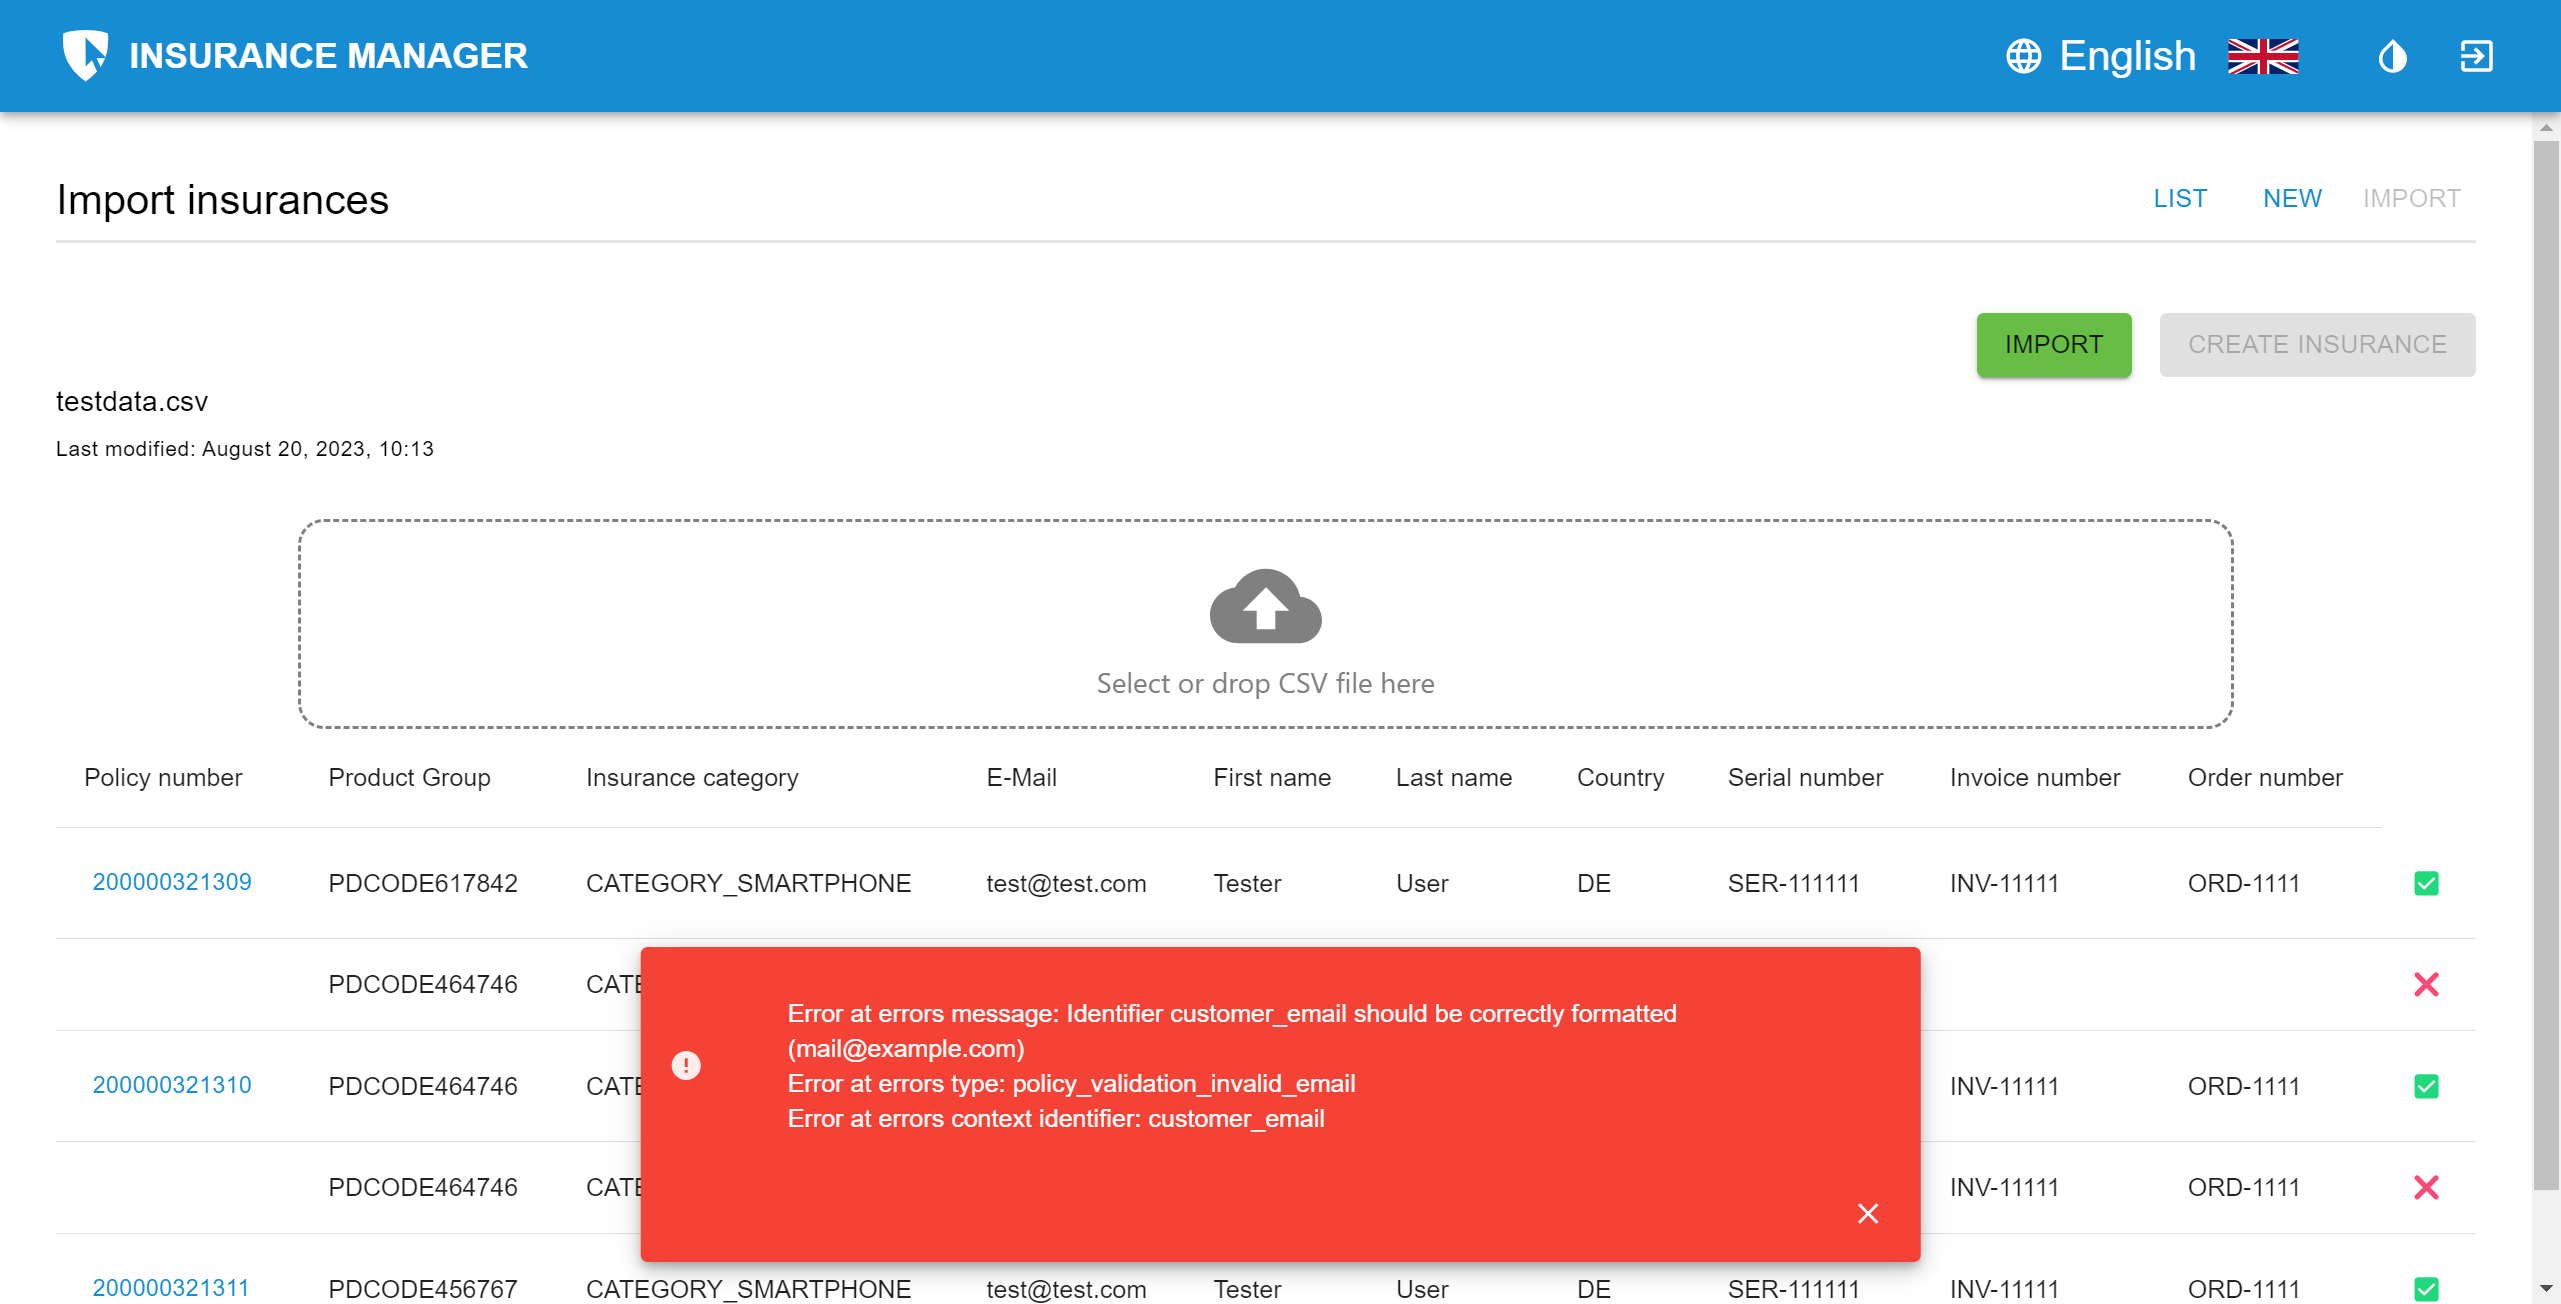 INSURANCE MANAGER
English
Import insurances
LIST NEW IMPORT
IMPORT CREATE INSURANCE
testdata.csv
Last modified: August 20, 2023, 10:13
Select or drop CSV file here
Policy number Product Group Insurance category E-Mail First name Last name Country Serial number Invoice number Order number
200000321309 PDCODE617842 CATEGORY_SMARTPHONE test@test.com Tester User DE SER-111111 INV-11111 ORD-1111
PDCODE464746
Error at errors message: Identifier customer_email should be correctly formatted
(mail@example.com)
Error at errors type: policy_validation_invalid_email
Error at errors context identifier: customer_email
200000321310 PDCODE464746 INV-11111 ORD-1111
PDCODE464746 INV-11111 ORD-1111
200000321311 PDCODE456767 CATEGORY_SMARTPHONE test@test.com Tester User DE SER-111111 INV-11111 ORD-1111